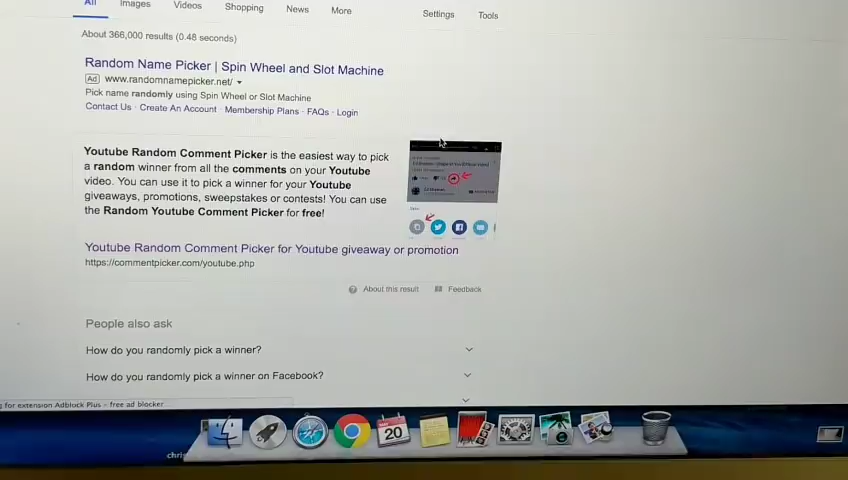 All Images Videos Shopping News More Settings Tools
About 366,000 results (0.48 seconds)
Random Name Picker | Spin Wheel and Slot Machine
Ad www.randomnamepicker.net/
Pick name randomly using Spin Wheel or Slot Machine
Contact Us · Create An Account · Membership Plans · FAQs · Login
Youtube Random Comment Picker is the easiest way to pick
a random winner from all the comments on your Youtube
video. You can use it to pick a winner for your Youtube
giveaways, promotions, sweepstakes or contests! You can use
the Random Youtube Comment Picker for free!
Youtube Random Comment Picker for Youtube giveaway or promotion
https://commentpicker.com/youtube.php
About this result Feedback
People also ask
How do you randomly pick a winner?
How do you randomly pick a winner on Facebook?
g for extension Adblock Plus - free ad blocker...
20
chris